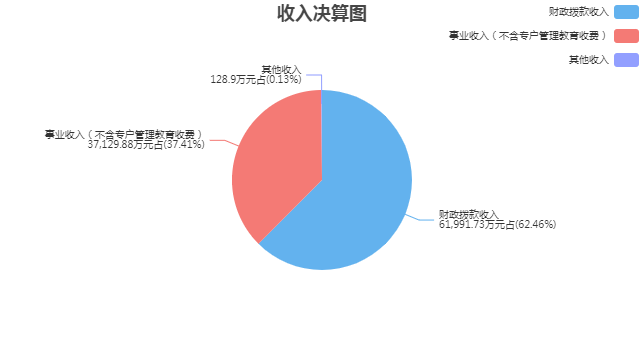 收入决算图
财政拨款收入
事业收入（不含专户管理教育收费）
其他收入
其他收入
128.9万元占(0.13%)
事业收入（不含专户管理教育收费）
37,129.88万元占(37.41%)
财政拨款收入
61,991.73万元占(62.46%)